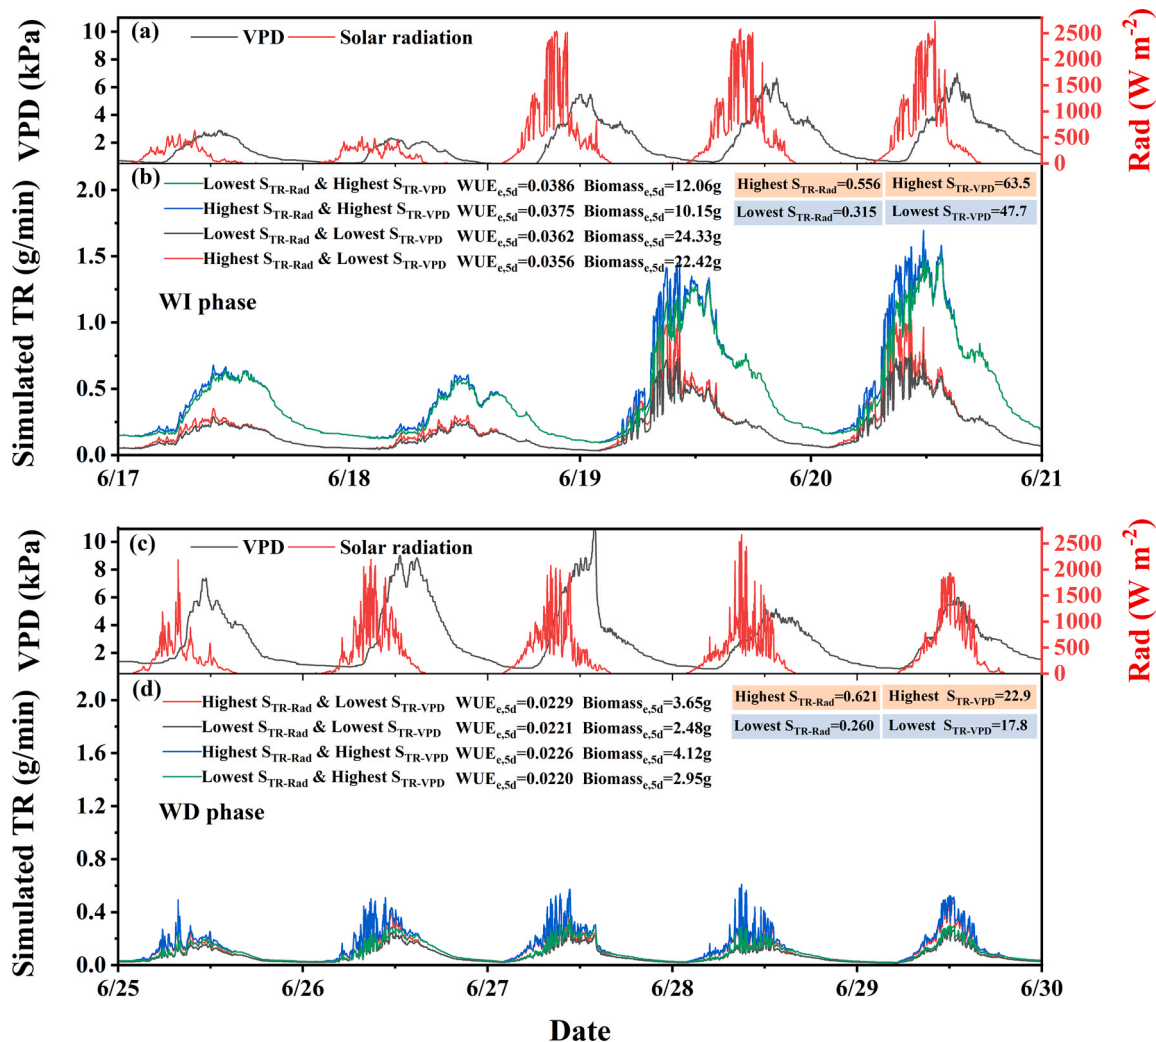 (a) VPD Solar radiation
VPD (kPa)
10
8
6
4
2
Rad (W m-2)
2500
2000
1500
1000
500
0
(b)
Lowest STR-Rad & Highest STR-VPD WUEe,5d=0.0386 Biomasse,5d=12.06g
Highest STR-Rad & Highest STR-VPD WUEe,5d=0.0375 Biomasse,5d=10.15g
Lowest STR-Rad & Lowest STR-VPD WUEe,5d=0.0362 Biomasse,5d=24.33g
Highest STR-Rad & Lowest STR-VPD WUEe,5d=0.0356 Biomasse,5d=22.42g
Highest STR-Rad=0.556 Highest STR-VPD=63.5
Lowest STR-Rad=0.315 Lowest STR-VPD=47.7
WI phase
Simulated TR (g/min)
2.0
1.5
1.0
0.5
0.0
6/17 6/18 6/19 6/20 6/21
(c) VPD Solar radiation
VPD (kPa)
10
8
6
4
2
Rad (W m-2)
2500
2000
1500
1000
500
0
(d)
Highest STR-Rad & Lowest STR-VPD WUEe,5d=0.0229 Biomasse,5d=3.65g
Lowest STR-Rad & Lowest STR-VPD WUEe,5d=0.0221 Biomasse,5d=2.48g
Highest STR-Rad & Highest STR-VPD WUEe,5d=0.0226 Biomasse,5d=4.12g
Lowest STR-Rad & Highest STR-VPD WUEe,5d=0.0220 Biomasse,5d=2.95g
Highest STR-Rad=0.621 Highest STR-VPD=22.9
Lowest STR-Rad=0.260 Lowest STR-VPD=17.8
WD phase
Simulated TR (g/min)
2.0
1.6
1.2
0.8
0.4
0.0
6/25 6/26 6/27 6/28 6/29 6/30
Date